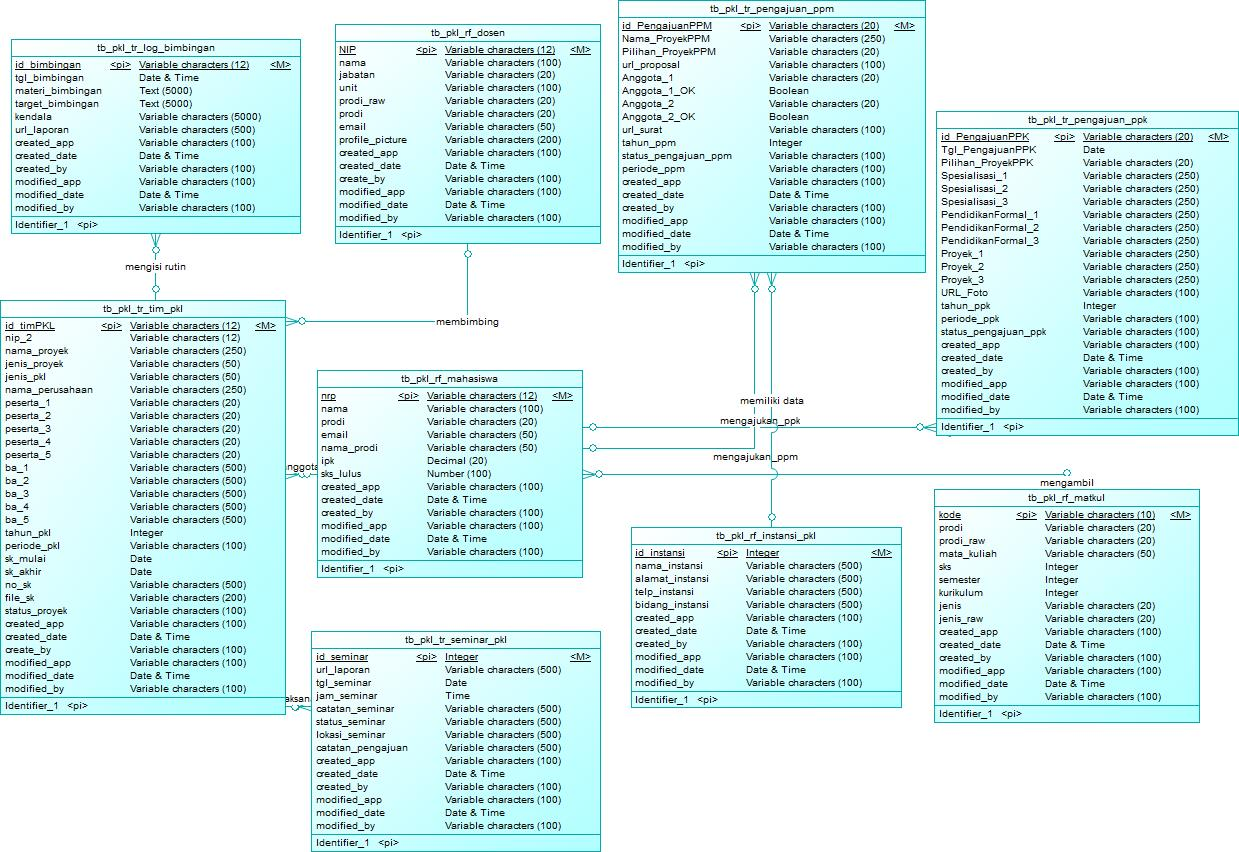 tb_pkl_tr_log_bimbingan
id_bimbingan <pi> Variable characters (12) <M>
tgl_bimbingan Date & Time
materi_bimbingan Text (5000)
target_bimbingan Text (5000)
kendala Variable characters (5000)
url_laporan Variable characters (500)
created_app Variable characters (100)
created_date Date & Time
created_by Variable characters (100)
modified_app Variable characters (100)
modified_date Date & Time
modified_by Variable characters (100)
Identifier_1 <pi>
tb_pkl_rf_dosen
NIP <pi> Variable characters (12) <M>
nama Variable characters (100)
jabatan Variable characters (20)
unit Variable characters (100)
prodi_raw Variable characters (20)
prodi Variable characters (20)
email Variable characters (50)
profile_picture Variable characters (200)
created_app Variable characters (100)
created_date Date & Time
create_by Variable characters (100)
modified_app Variable characters (100)
modified_date Date & Time
modified_by Variable characters (100)
Identifier_1 <pi>
tb_pkl_tr_pengajuan_ppm
id_PengajuanPPM <pi> Variable characters (20) <M>
Nama_ProyekPPM Variable characters (250)
Pilihan_ProyekPPM Variable characters (20)
url_proposal Variable characters (100)
Anggota_1 Variable characters (20)
Anggota_1_OK Boolean
Anggota_2 Variable characters (20)
Anggota_2_OK Boolean
url_surat Variable characters (100)
tahun_ppm Integer
status_pengajuan_ppm Variable characters (100)
periode_ppm Variable characters (100)
created_app Variable characters (100)
created_date Date & Time
created_by Variable characters (100)
modified_app Variable characters (100)
modified_date Date & Time
modified_by Variable characters (100)
Identifier_1 <pi>
tb_pkl_tr_pengajuan_ppk
id_PengajuanPPK <pi> Variable characters (20) <M>
Tgl_PengajuanPPK Date
Pilihan_ProyekPPK Variable characters (20)
Spesialisasi_1 Variable characters (250)
Spesialisasi_2 Variable characters (250)
Spesialisasi_3 Variable characters (250)
PendidikanFormal_1 Variable characters (250)
PendidikanFormal_2 Variable characters (250)
PendidikanFormal_3 Variable characters (250)
Proyek_1 Variable characters (250)
Proyek_2 Variable characters (250)
Proyek_3 Variable characters (250)
URL_Foto Variable characters (100)
tahun_ppk Integer
periode_ppk Variable characters (100)
status_pengajuan_ppk Variable characters (100)
created_app Variable characters (100)
created_date Date & Time
created_by Variable characters (100)
modified_app Variable characters (100)
modified_date Date & Time
modified_by Variable characters (100)
Identifier_1 <pi>
mengisi rutin
membimbing
tb_pkl_tr_tim_pkl
id_timPKL <pi> Variable characters (12) <M>
nip_2 Variable characters (12)
nama_proyek Variable characters (250)
jenis_proyek Variable characters (50)
jenis_pkl Variable characters (50)
nama_perusahaan Variable characters (250)
peserta_1 Variable characters (20)
peserta_2 Variable characters (20)
peserta_3 Variable characters (20)
peserta_4 Variable characters (20)
peserta_5 Variable characters (20)
ba_1 Variable characters (500)
ba_2 Variable characters (500)
ba_3 Variable characters (500)
ba_4 Variable characters (500)
ba_5 Variable characters (500)
tahun_pkl Integer
periode_pkl Variable characters (100)
sk_mulai Date
sk_akhir Date
no_sk Variable characters (500)
file_sk Variable characters (200)
status_proyek Variable characters (100)
created_app Variable characters (100)
created_date Date & Time
create_by Variable characters (100)
modified_app Variable characters (100)
modified_date Date & Time
modified_by Variable characters (100)
Identifier_1 <pi>
tb_pkl_rf_mahasiswa
nrp <pi> Variable characters (12) <M>
nama Variable characters (100)
prodi Variable characters (20)
email Variable characters (50)
nama_prodi Variable characters (50)
ipk Decimal (20)
sks_lulus Number (100)
created_app Variable characters (100)
created_date Date & Time
created_by Variable characters (100)
modified_app Variable characters (100)
modified_date Date & Time
modified_by Variable characters (100)
Identifier_1 <pi>
memiliki data
mengajukan_ppk
mengajukan_ppm
mengambil
tb_pkl_rf_instansi_pkl
id_instansi <pi> Integer <M>
nama_instansi Variable characters (500)
alamat_instansi Variable characters (500)
telp_instansi Variable characters (500)
bidang_instansi Variable characters (500)
created_app Variable characters (100)
created_date Date & Time
created_by Variable characters (100)
modified_app Variable characters (100)
modified_date Date & Time
modified_by Variable characters (100)
Identifier_1 <pi>
tb_pkl_rf_matkul
kode <pi> Variable characters (10) <M>
prodi Variable characters (20)
prodi_raw Variable characters (20)
mata_kuliah Variable characters (50)
sks Integer
semester Integer
kurikulum Integer
jenis Variable characters (20)
jenis_raw Variable characters (20)
created_app Variable characters (100)
created_date Date & Time
created_by Variable characters (100)
modified_app Variable characters (100)
modified_date Date & Time
modified_by Variable characters (100)
Identifier_1 <pi>
tb_pkl_tr_seminar_pkl
id_seminar <pi> Integer <M>
url_laporan Variable characters (500)
tgl_seminar Date
jam_seminar Time
catatan_seminar Variable characters (500)
status_seminar Variable characters (500)
lokasi_seminar Variable characters (500)
catatan_pengajuan Variable characters (500)
created_app Variable characters (100)
created_date Date & Time
created_by Variable characters (100)
modified_app Variable characters (100)
modified_date Date & Time
modified_by Variable characters (100)
Identifier_1 <pi>